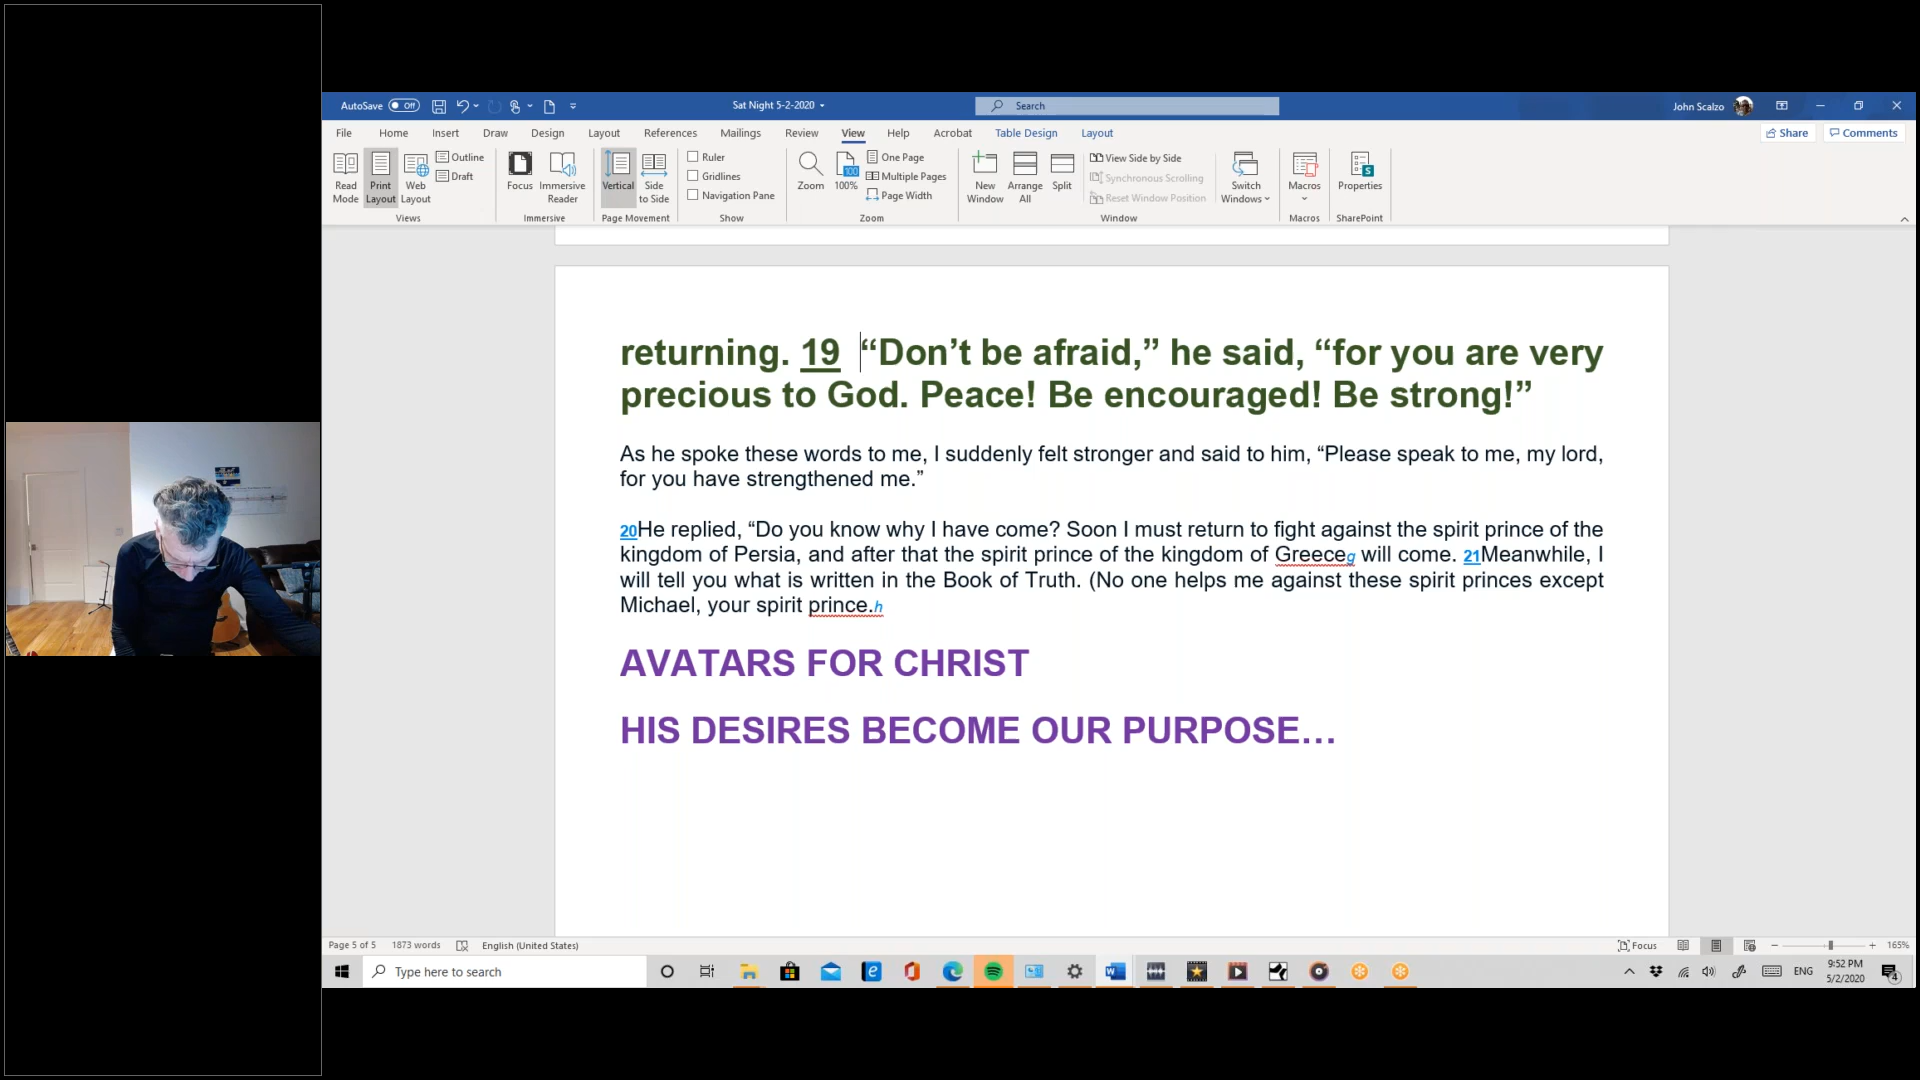 AutoSave Off Sat Night 5-2-2020 Search John Scalzo
File Home Insert Draw Design Layout References Mailings Review View Help Acrobat Table Design Layout Share Comments
Read Mode
Print Layout
Web Layout
Outline
Draft
Views
Focus
Immersive Reader
Immersive
Vertical
Side to Side
Page Movement
Ruler
Gridlines
Navigation Pane
Show
Zoom
100
100%
One Page
Multiple Pages
Page Width
Zoom
New Window
Arrange All
Split
View Side by Side
Synchronous Scrolling
Reset Window Position
Window
Switch Windows
Macros
Macros
Properties
SharePoint
returning. 19 “Don’t be afraid,” he said, “for you are very
precious to God. Peace! Be encouraged! Be strong!”
As he spoke these words to me, I suddenly felt stronger and said to him, “Please speak to me, my lord,
for you have strengthened me.”
20He replied, “Do you know why I have come? Soon I must return to fight against the spirit prince of the
kingdom of Persia, and after that the spirit prince of the kingdom of Greeceg will come. 21Meanwhile, I
will tell you what is written in the Book of Truth. (No one helps me against these spirit princes except
Michael, your spirit prince.h
AVATARS FOR CHRIST
HIS DESIRES BECOME OUR PURPOSE…
Page 5 of 5 1873 words English (United States) Focus 165%
Type here to search ENG 9:52 PM
5/2/2020 4